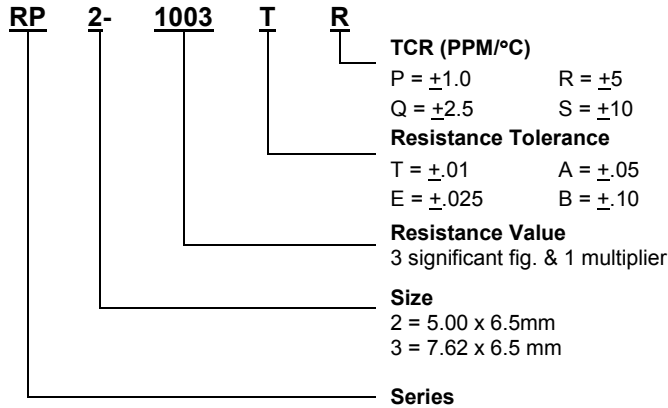 RP 2- 1003 T R
TCR (PPM/°C)
P = ±1.0 R = ±5
Q = ±2.5 S = ±10
Resistance Tolerance
T = ±.01 A = ±.05
E = ±.025 B = ±.10
Resistance Value
3 significant fig. & 1 multiplier
Size
2 = 5.00 x 6.5mm
3 = 7.62 x 6.5 mm
Series